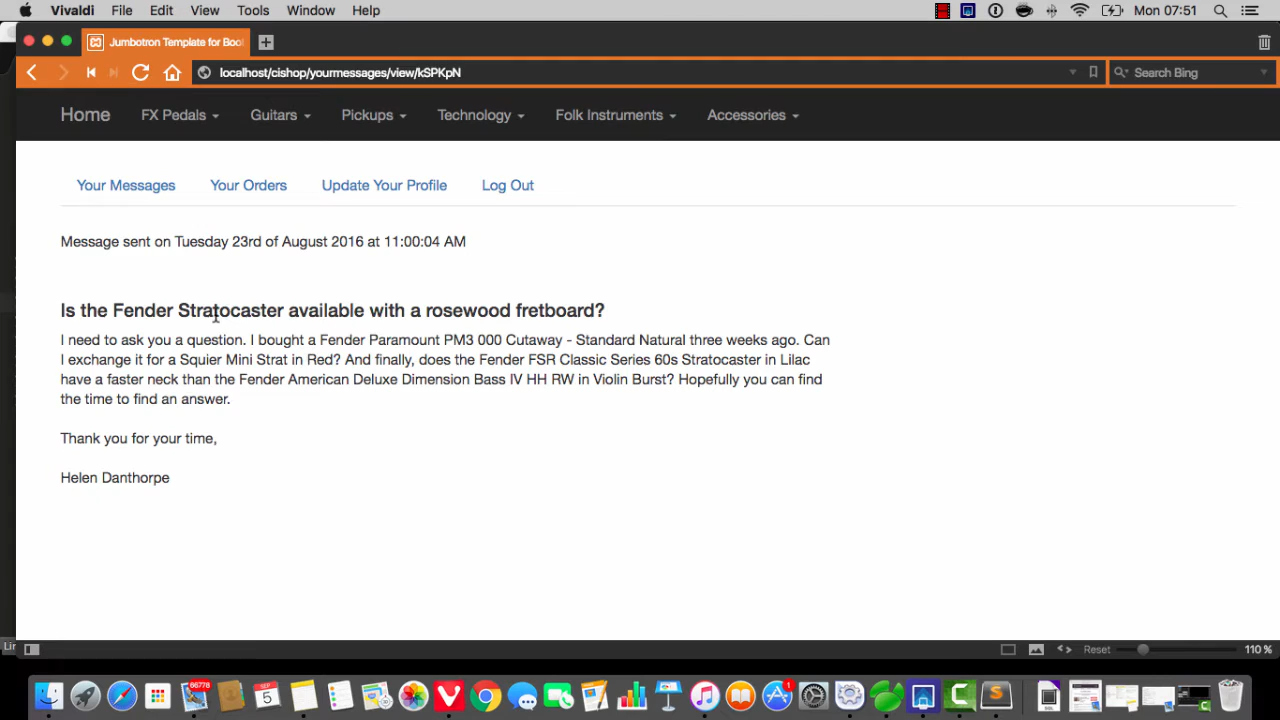 Vivaldi File Edit View Tools Window Help Mon 07:51
Jumbotron Template for Boo
localhost/cishop/yourmessages/view/kSPKpN Search Bing
Home FX Pedals Guitars Pickups Technology Folk Instruments Accessories
Your Messages Your Orders Update Your Profile Log Out
Message sent on Tuesday 23rd of August 2016 at 11:00:04 AM
Is the Fender Stratocaster available with a rosewood fretboard?
I need to ask you a question. I bought a Fender Paramount PM3 000 Cutaway - Standard Natural three weeks ago. Can
I exchange it for a Squier Mini Strat in Red? And finally, does the Fender FSR Classic Series 60s Stratocaster in Lilac
have a faster neck than the Fender American Deluxe Dimension Bass IV HH RW in Violin Burst? Hopefully you can find
the time to find an answer.
Thank you for your time,
Helen Danthorpe
Lir
Reset 110 %
66778
SEP
5
1